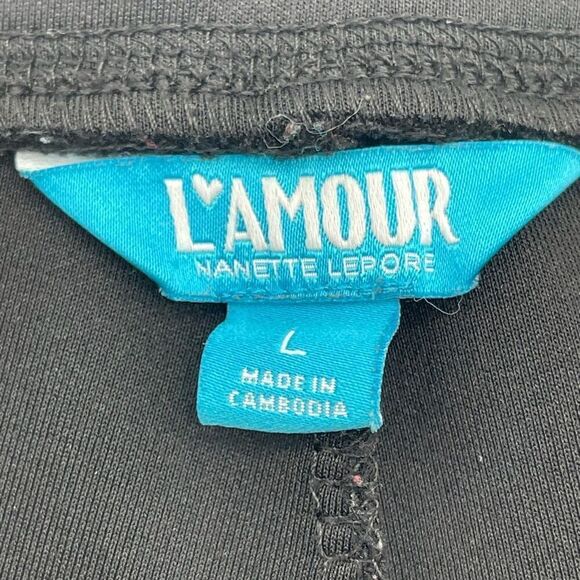 L'AMOUR
NANETTE LEPORE
L
MADE IN
CAMBODIA